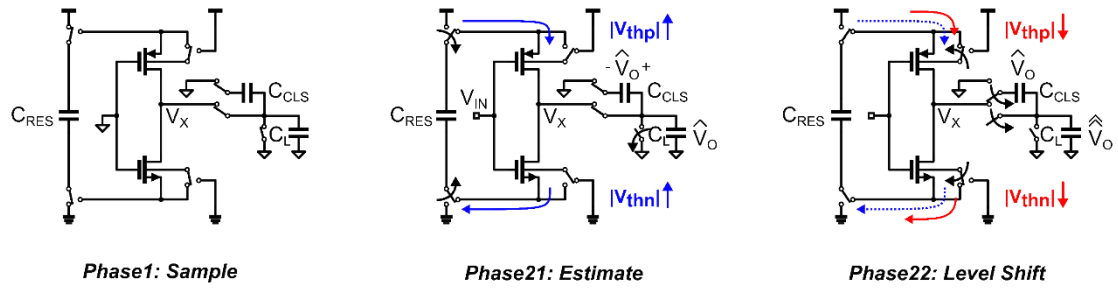 C_RES
V_X
C_CLS
C_L
Phase1: Sample
|V_thp|↑
- V̂_O +
C_CLS
V_IN
C_RES
V_X
C_L
V̂_O
|V_thn|↑
Phase21: Estimate
|V_thp|↓
V̂_O
C_CLS
C_RES
V_X
C_L
V̂̂_O
|V_thn|↓
Phase22: Level Shift